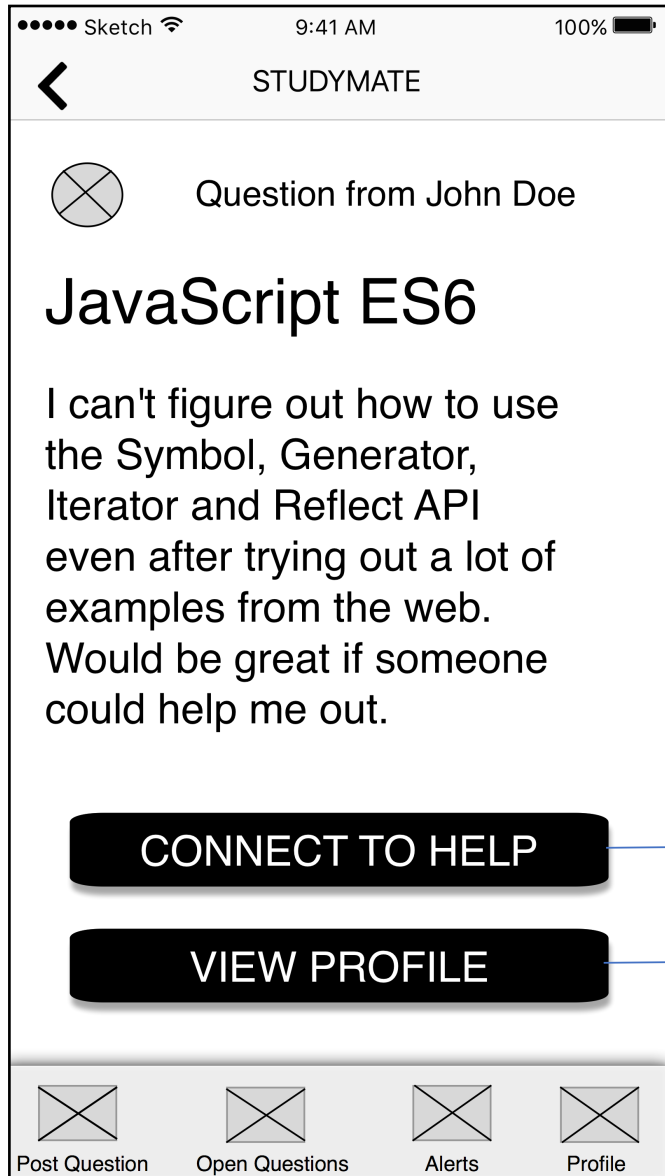 Sketch 9:41 AM 100%
STUDYMATE
Question from John Doe
JavaScript ES6
I can't figure out how to use
the Symbol, Generator,
Iterator and Reflect API
even after trying out a lot of
examples from the web.
Would be great if someone
could help me out.
CONNECT TO HELP
VIEW PROFILE
Post Question Open Questions Alerts Profile